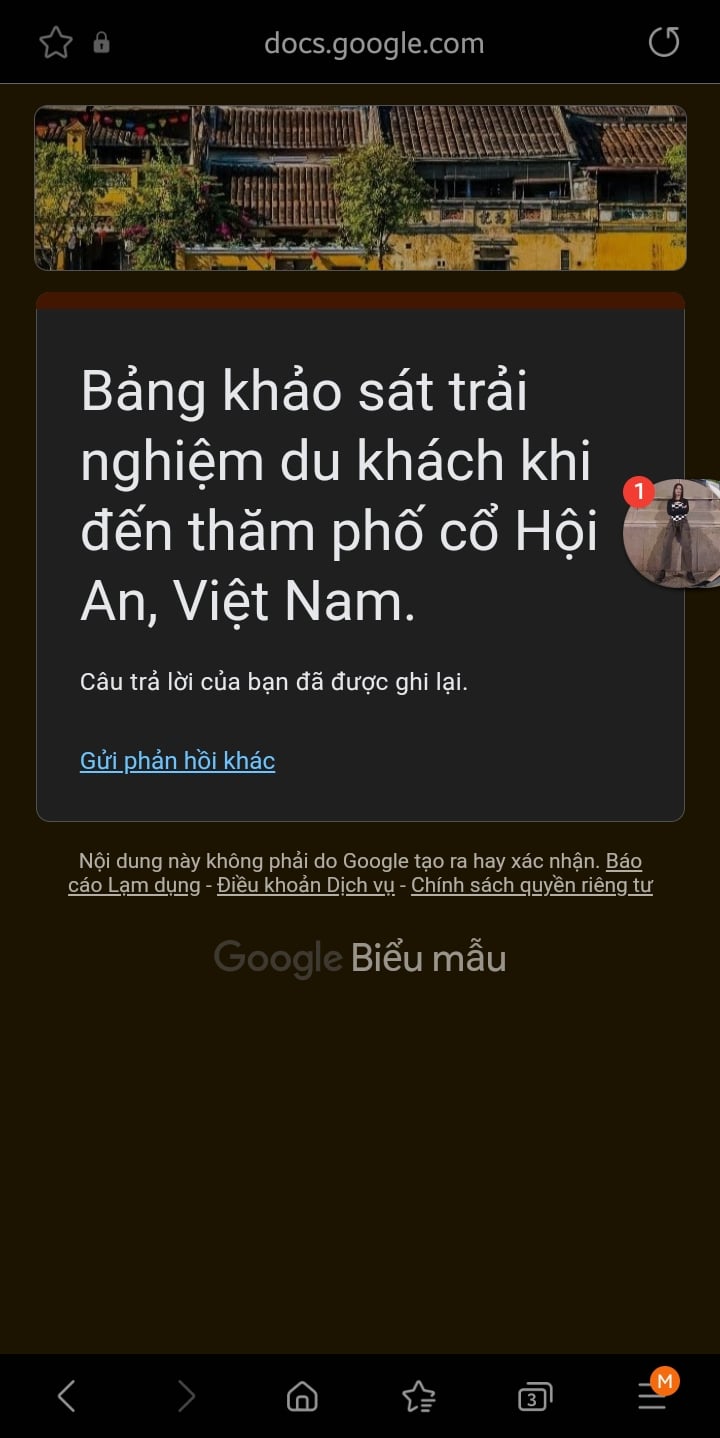 docs.google.com
Bảng khảo sát trải
nghiệm du khách khi
đến thăm phố cổ Hội
An, Việt Nam.
1
Câu trả lời của bạn đã được ghi lại.
Gửi phản hồi khác
Nội dung này không phải do Google tạo ra hay xác nhận. Báo
cáo Lạm dụng - Điều khoản Dịch vụ - Chính sách quyền riêng tư
Google Biểu mẫu
3
M